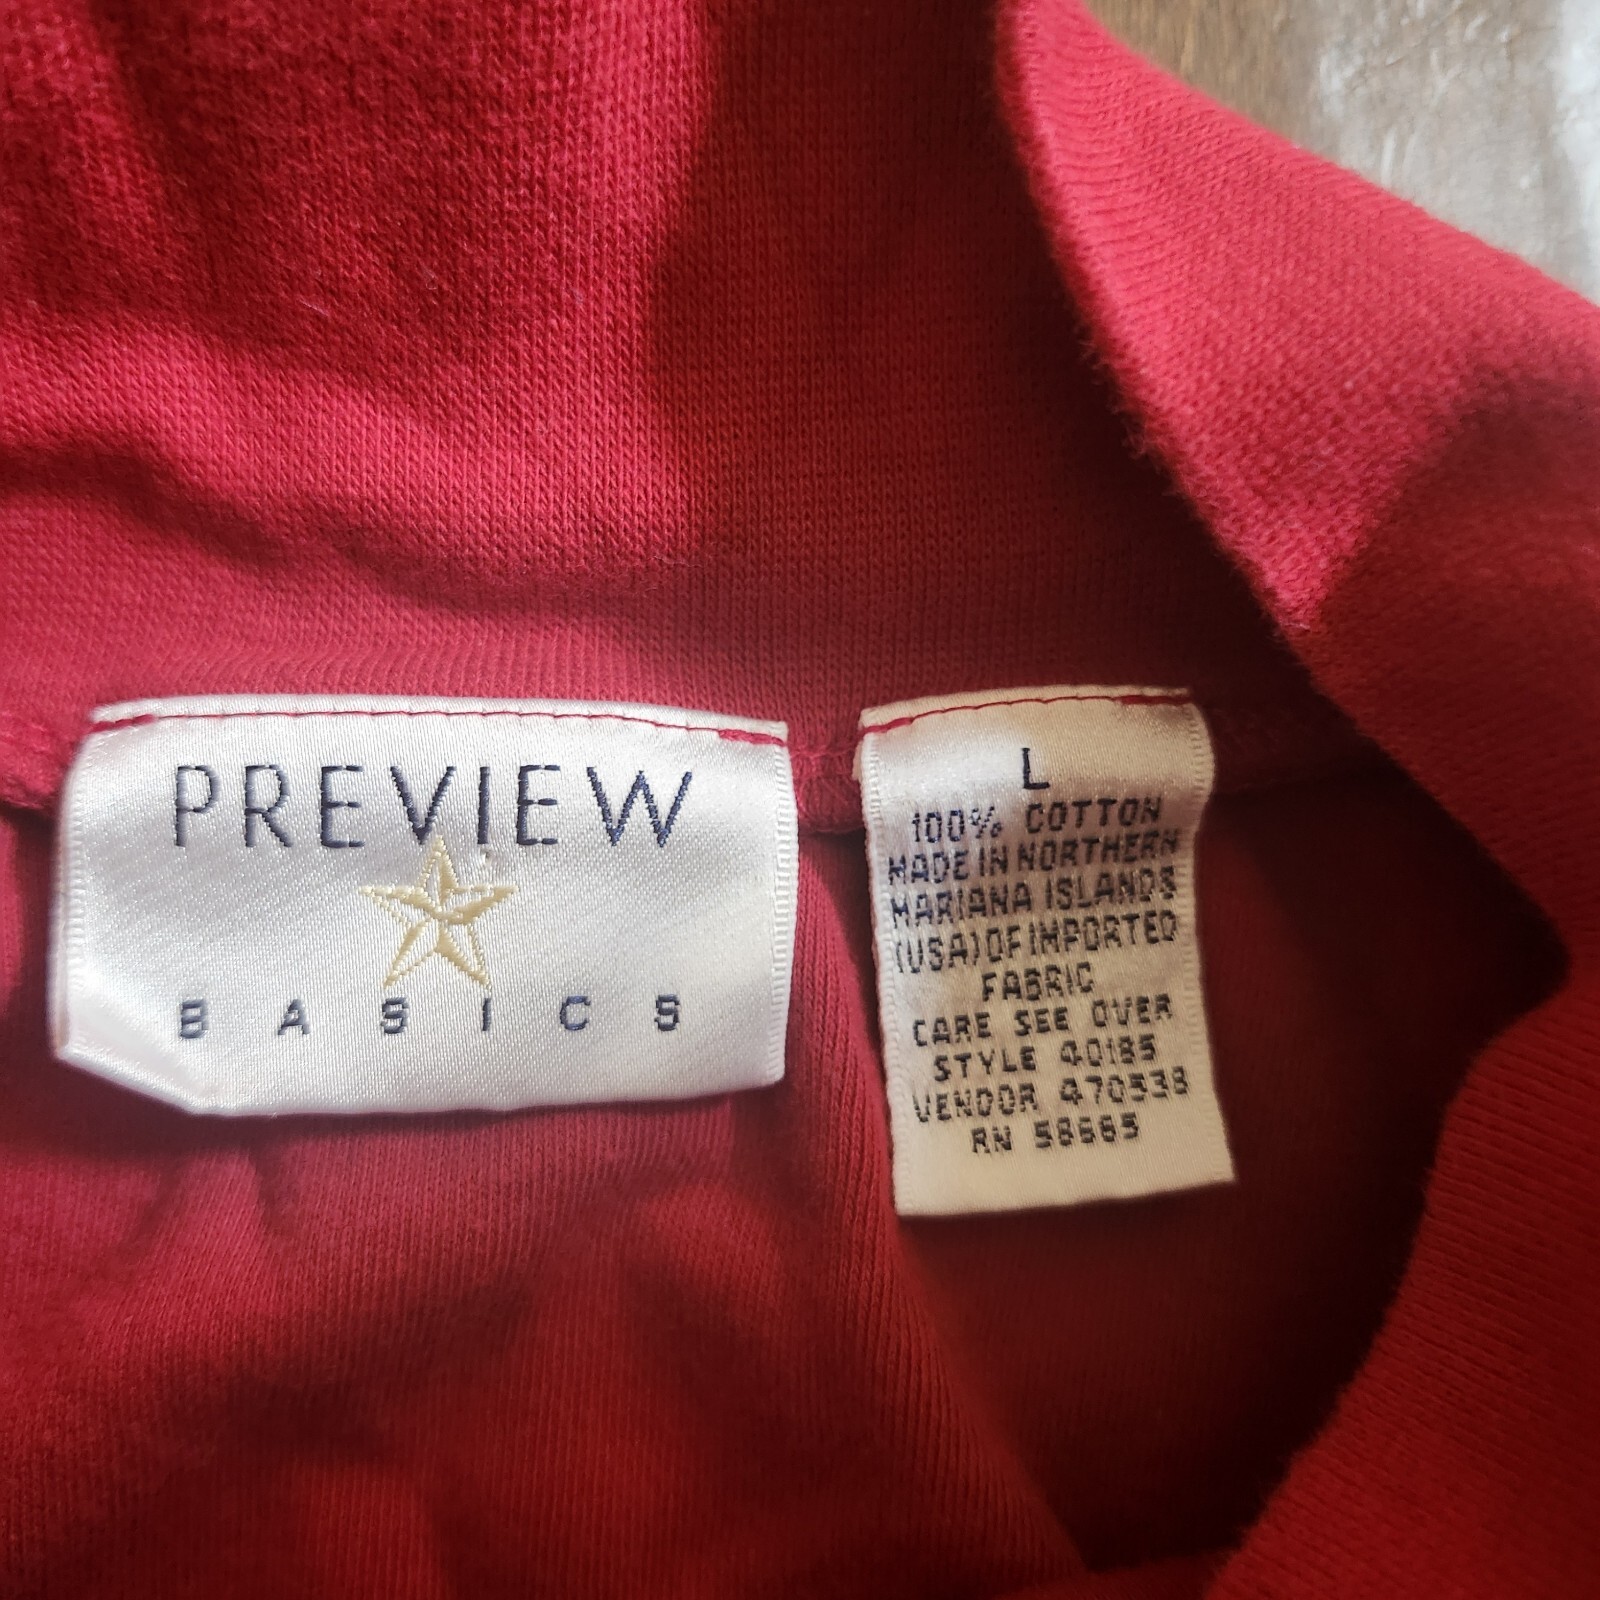 PREVIEW
BASICS
L
100% COTTON
MADE IN NORTHERN
MARIANA ISLANDS
(USA) OF IMPORTED
FABRIC
CARE SEE OVER
STYLE 40185
VENDOR 470538
RN 58665